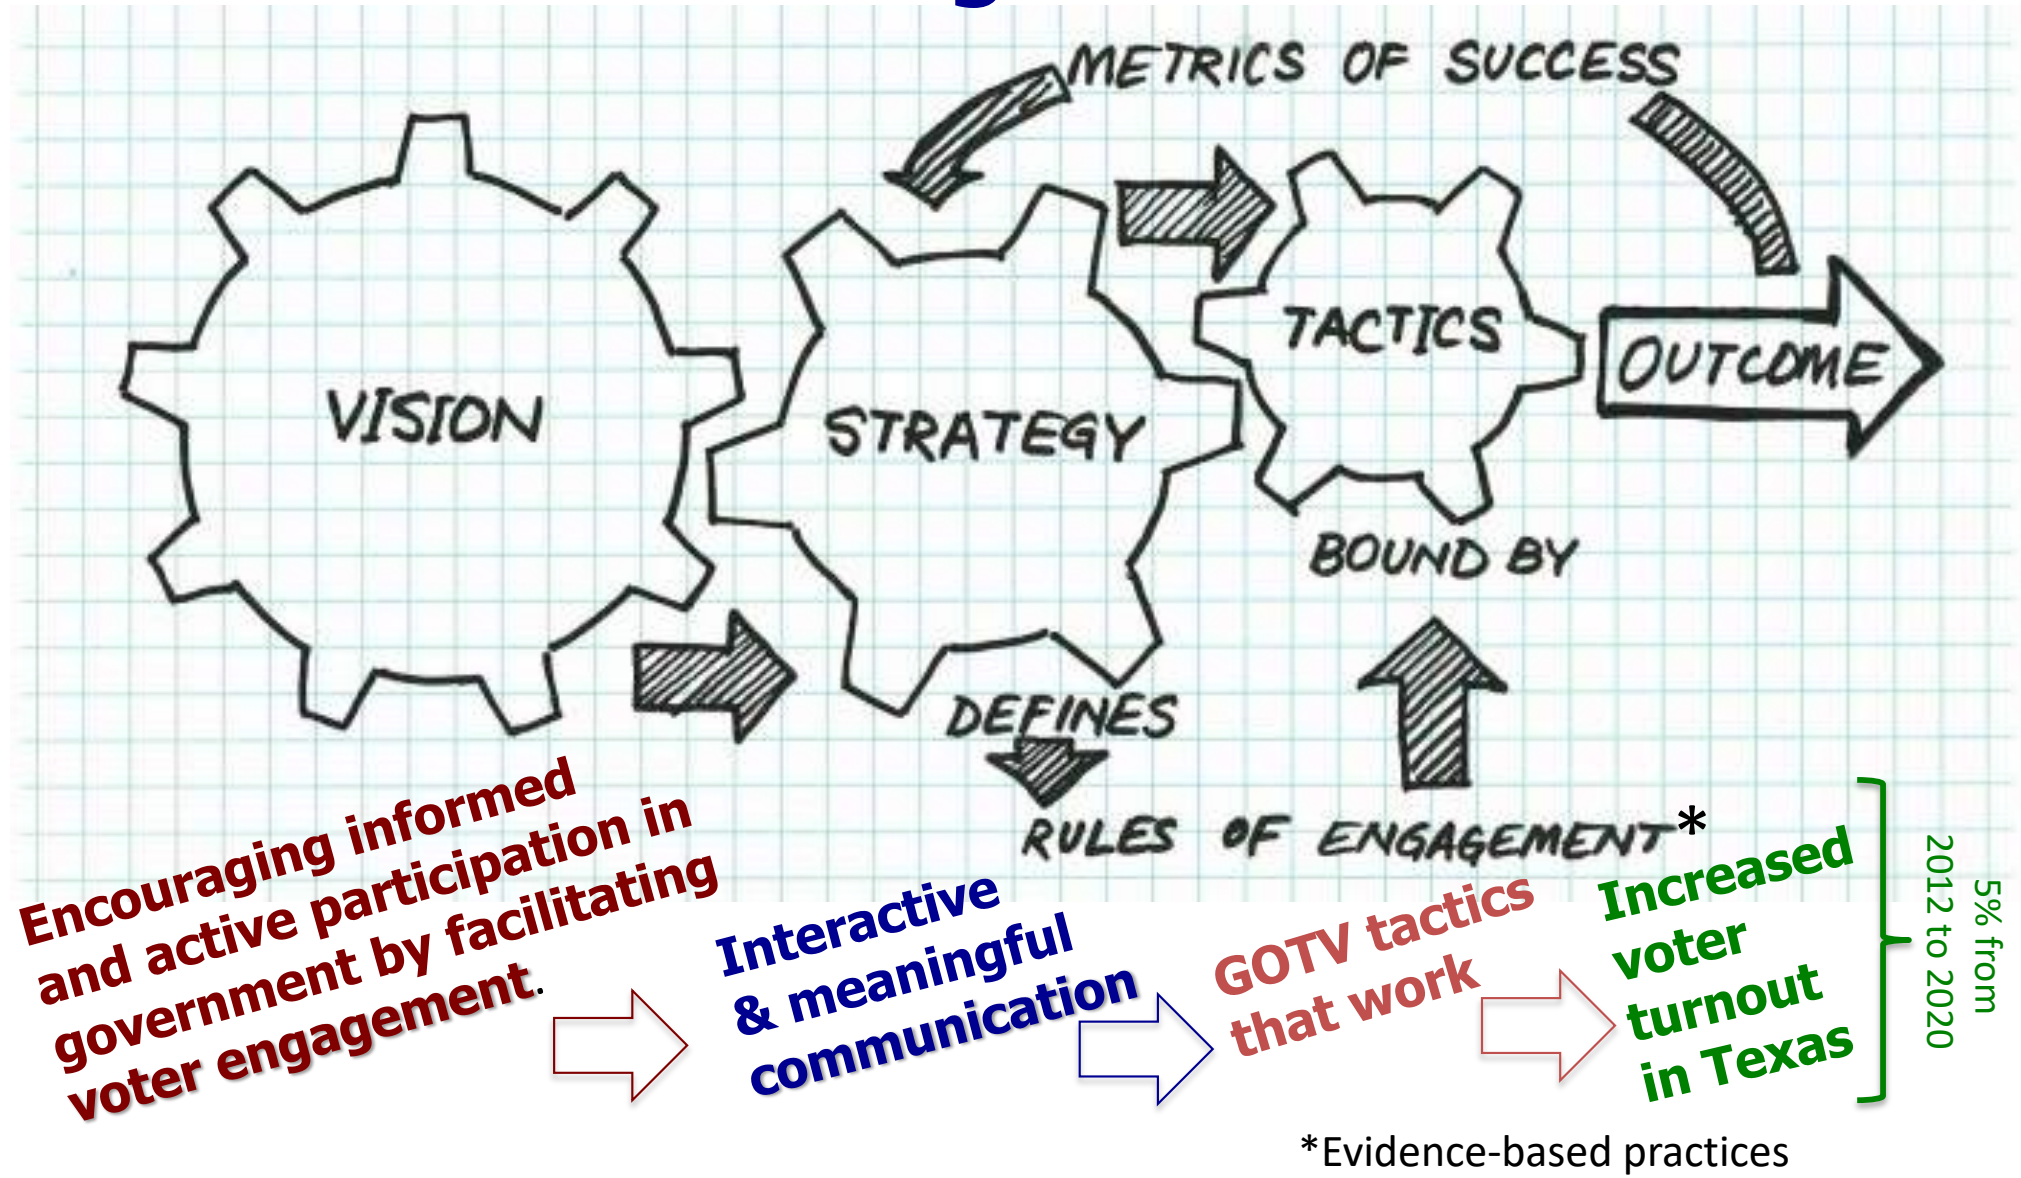 METRICS OF SUCCESS
VISION
STRATEGY
TACTICS
OUTCOME
BOUND BY
DEFINES
RULES OF ENGAGEMENT*
Encouraging informed
and active participation in
government by facilitating
voter engagement.
Interactive
& meaningful
communication
GOTV tactics
that work
Increased
voter
turnout
in Texas
5% from
2012 to 2020
*Evidence-based practices